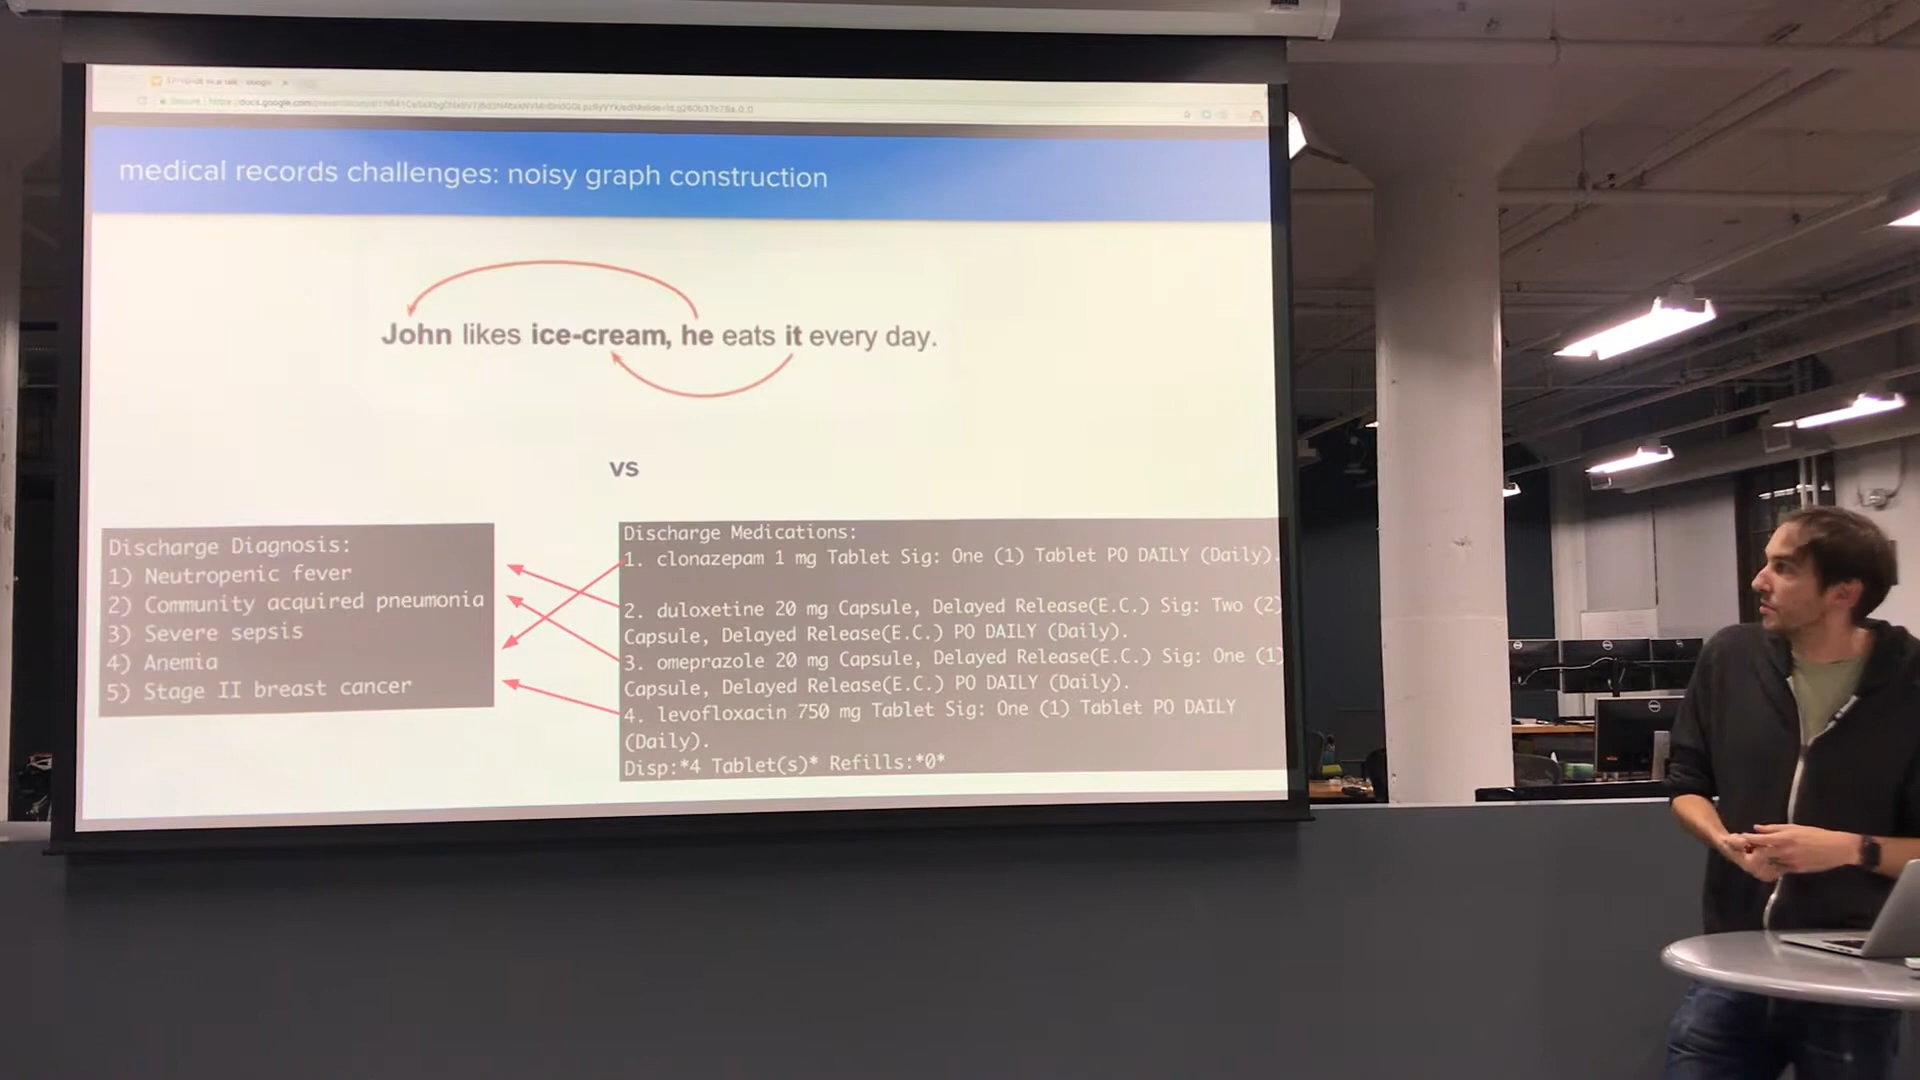 medical records challenges: noisy graph construction
John likes ice-cream, he eats it every day.
vs
Discharge Diagnosis:
1) Neutropenic fever
2) Community acquired pneumonia
3) Severe sepsis
4) Anemia
5) Stage II breast cancer
Discharge Medications:
1. clonazepam 1 mg Tablet Sig: One (1) Tablet PO DAILY (Daily).
2. duloxetine 20 mg Capsule, Delayed Release(E.C.) Sig: Two (2)
Capsule, Delayed Release(E.C.) PO DAILY (Daily).
3. omeprazole 20 mg Capsule, Delayed Release(E.C.) Sig: One (1)
Capsule, Delayed Release(E.C.) PO DAILY (Daily).
4. levofloxacin 750 mg Tablet Sig: One (1) Tablet PO DAILY
(Daily).
Disp:*4 Tablet(s)* Refills:*0*